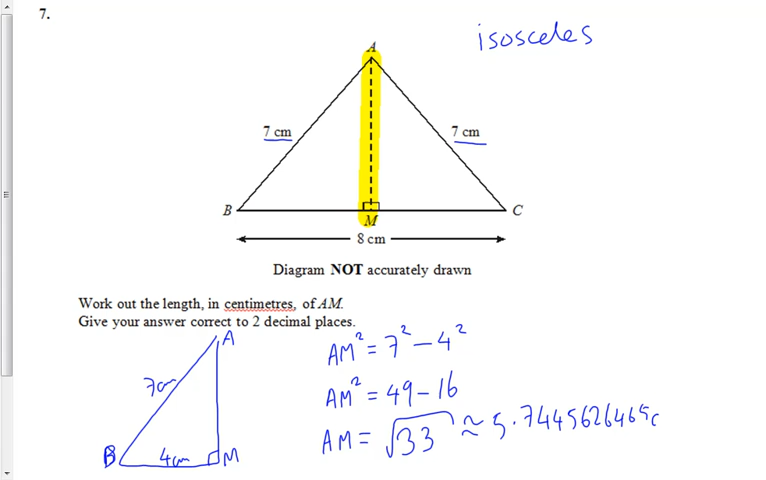 7.
isosceles
A
7 cm
7 cm
B
M
C
8 cm
Diagram NOT accurately drawn
Work out the length, in centimetres, of AM.
Give your answer correct to 2 decimal places.
A
7cm
B
4cm
M
AM² = 7² − 4²
AM² = 49 − 16
AM = √33 ≈ 5.7445626465c